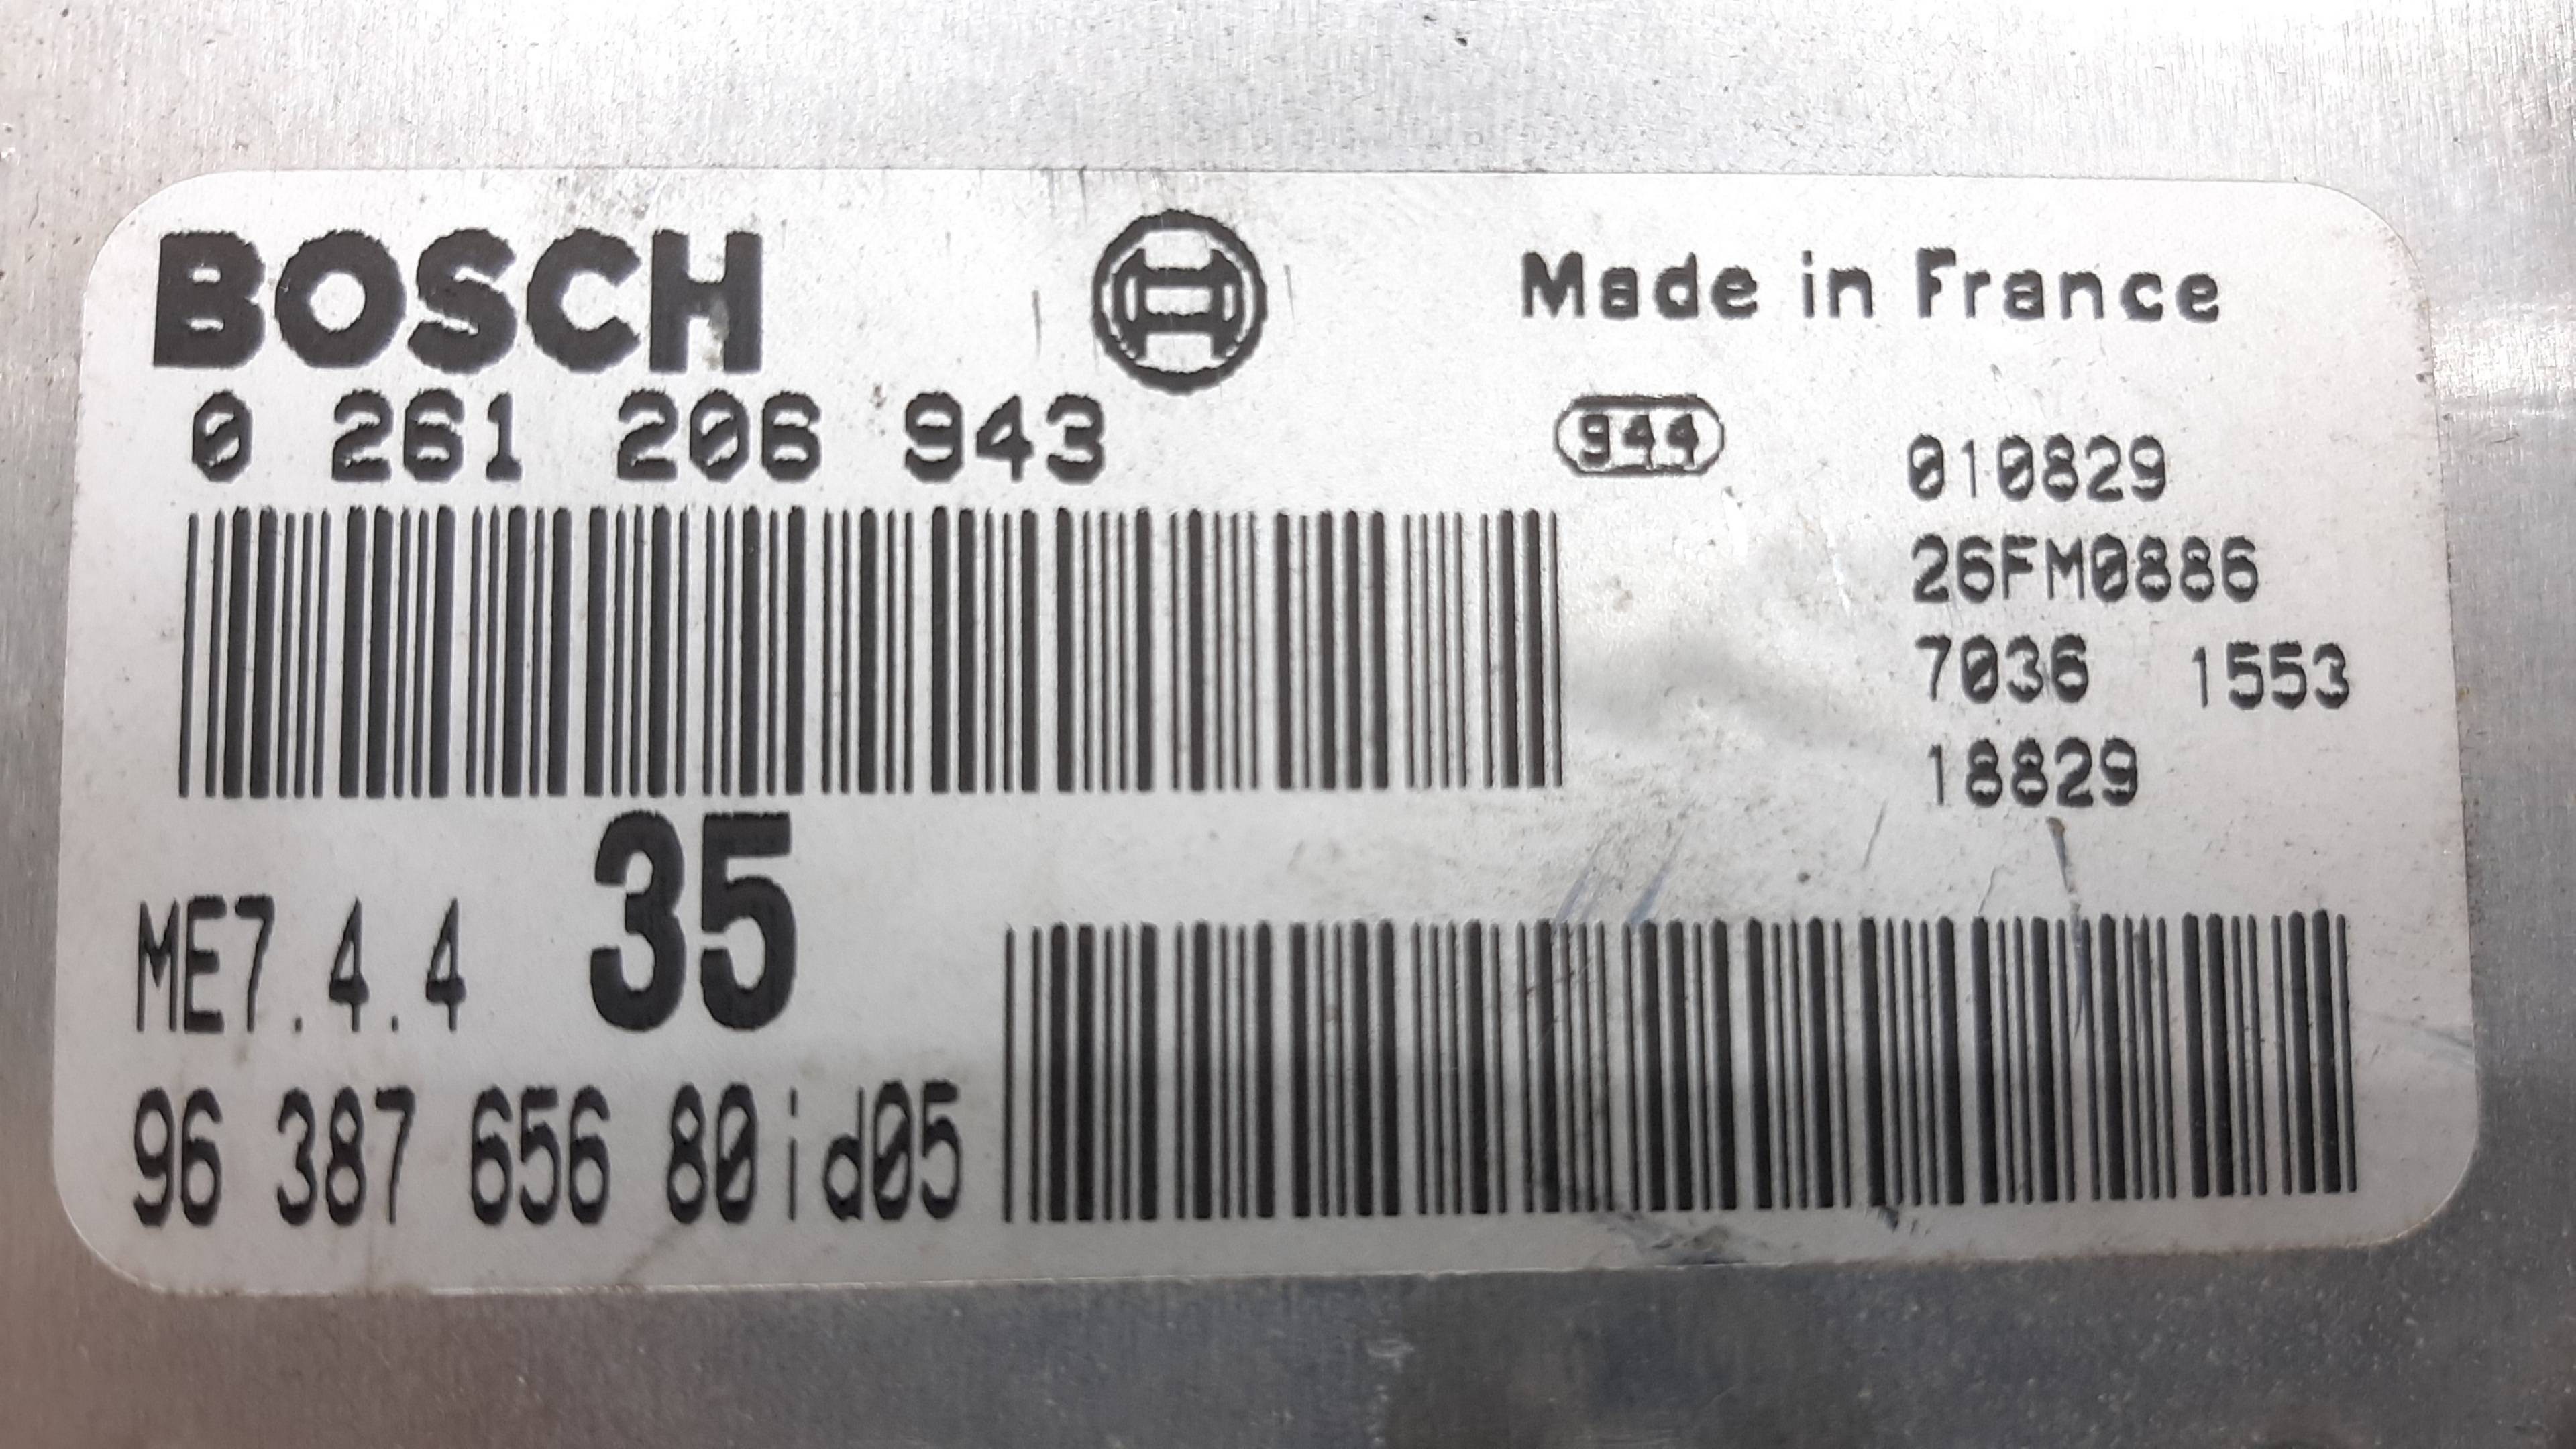 BOSCH
Made in France
0 261 206 943
944
010829
26FM0886
7036 1553
18829
ME7.4.4 35
96 387 656 80id05